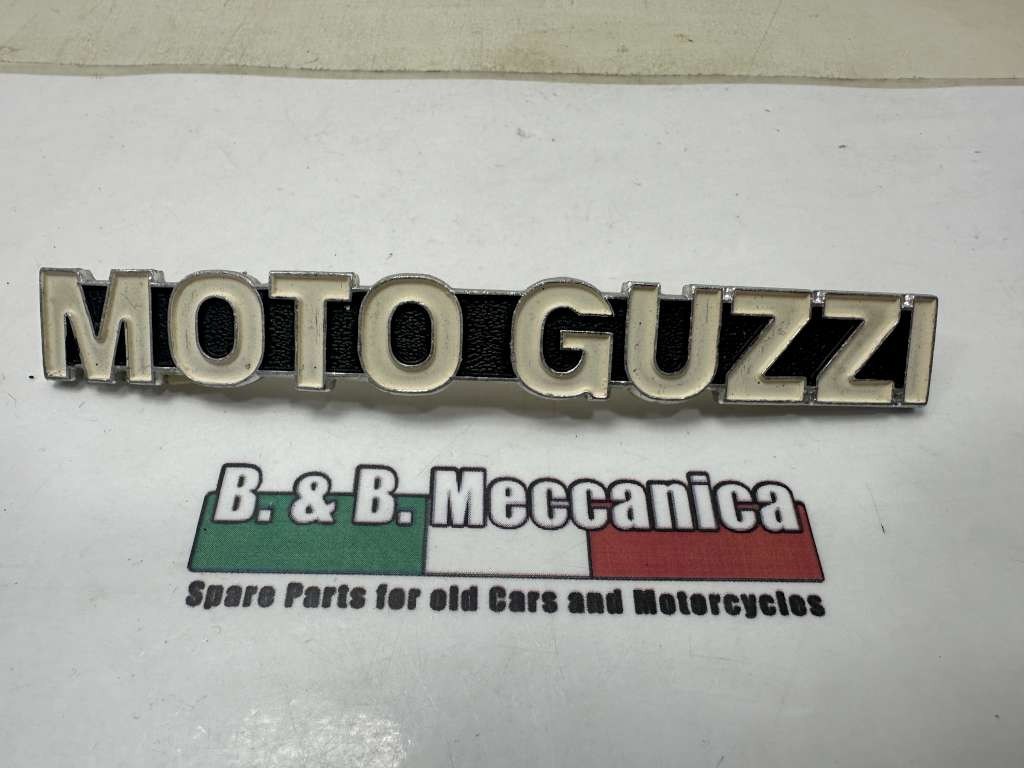 MOTO GUZZI
B. & B. Meccanica
Spare Parts for old Cars and Motorcycles